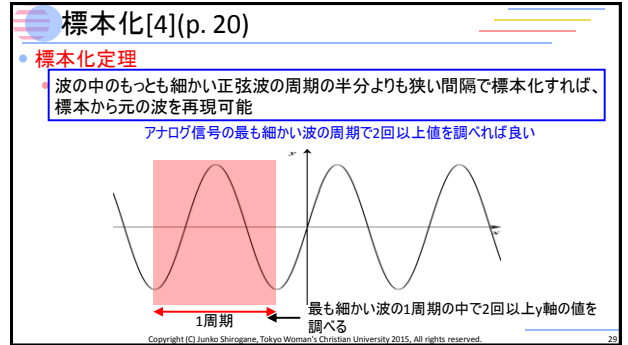 標本化[4](p. 20)
標本化定理
波の中のもっとも細かい正弦波の周期の半分よりも狭い間隔で標本化すれば、
標本から元の波を再現可能
アナログ信号の最も細かい波の周期で2回以上値を調べれば良い
y
x
1周期
最も細かい波の1周期の中で2回以上y軸の値を
調べる
Copyright (C) Junko Shirogane, Tokyo Woman's Christian University 2015, All rights reserved.
29